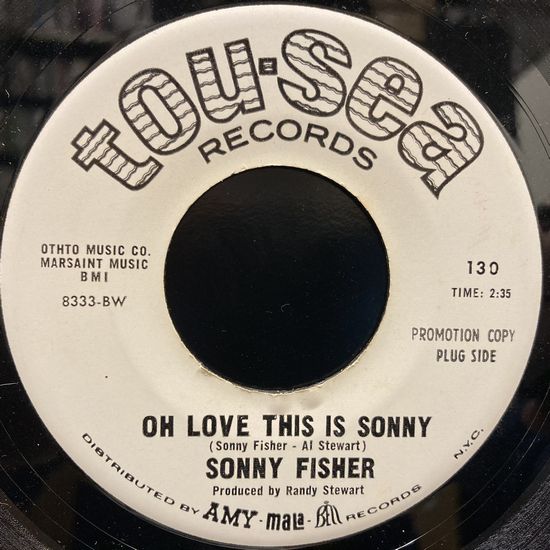 tou-sea
RECORDS
OTHTO MUSIC CO.
MARSAINT MUSIC
BMI
8333-BW
130
TIME: 2:35
PROMOTION COPY
PLUG SIDE
OH LOVE THIS IS SONNY
(Sonny Fisher - Al Stewart)
SONNY FISHER
Produced by Randy Stewart
DISTRIBUTED BY AMY - mala - Bell RECORDS N.Y.C.